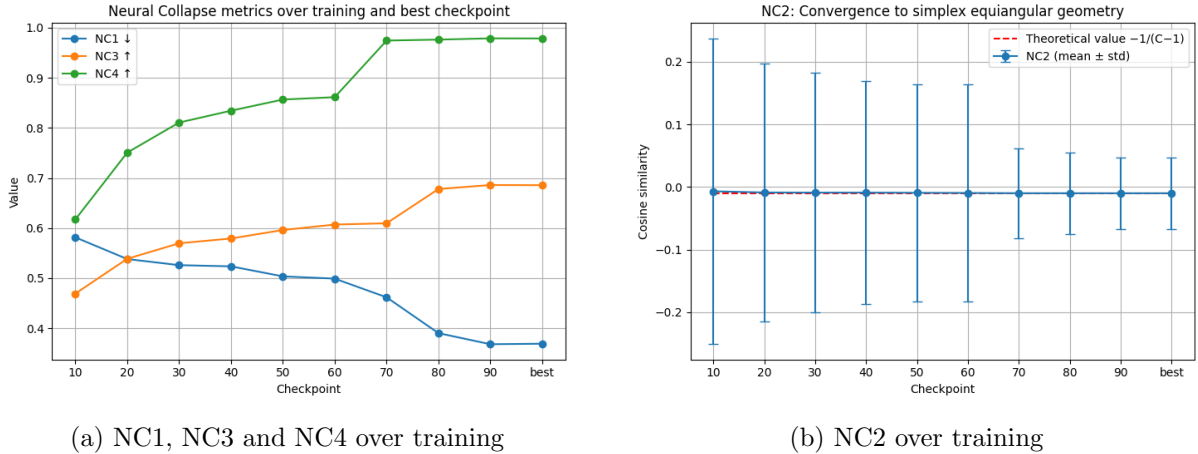 Neural Collapse metrics over training and best checkpoint
NC1 ↓
NC3 ↑
NC4 ↑
1.0
0.9
0.8
0.7
0.6
0.5
0.4
Value
10 20 30 40 50 60 70 80 90 best
Checkpoint
(a) NC1, NC3 and NC4 over training
NC2: Convergence to simplex equiangular geometry
Theoretical value −1/(C−1)
NC2 (mean ± std)
0.2
0.1
0.0
−0.1
−0.2
Cosine similarity
10 20 30 40 50 60 70 80 90 best
Checkpoint
(b) NC2 over training